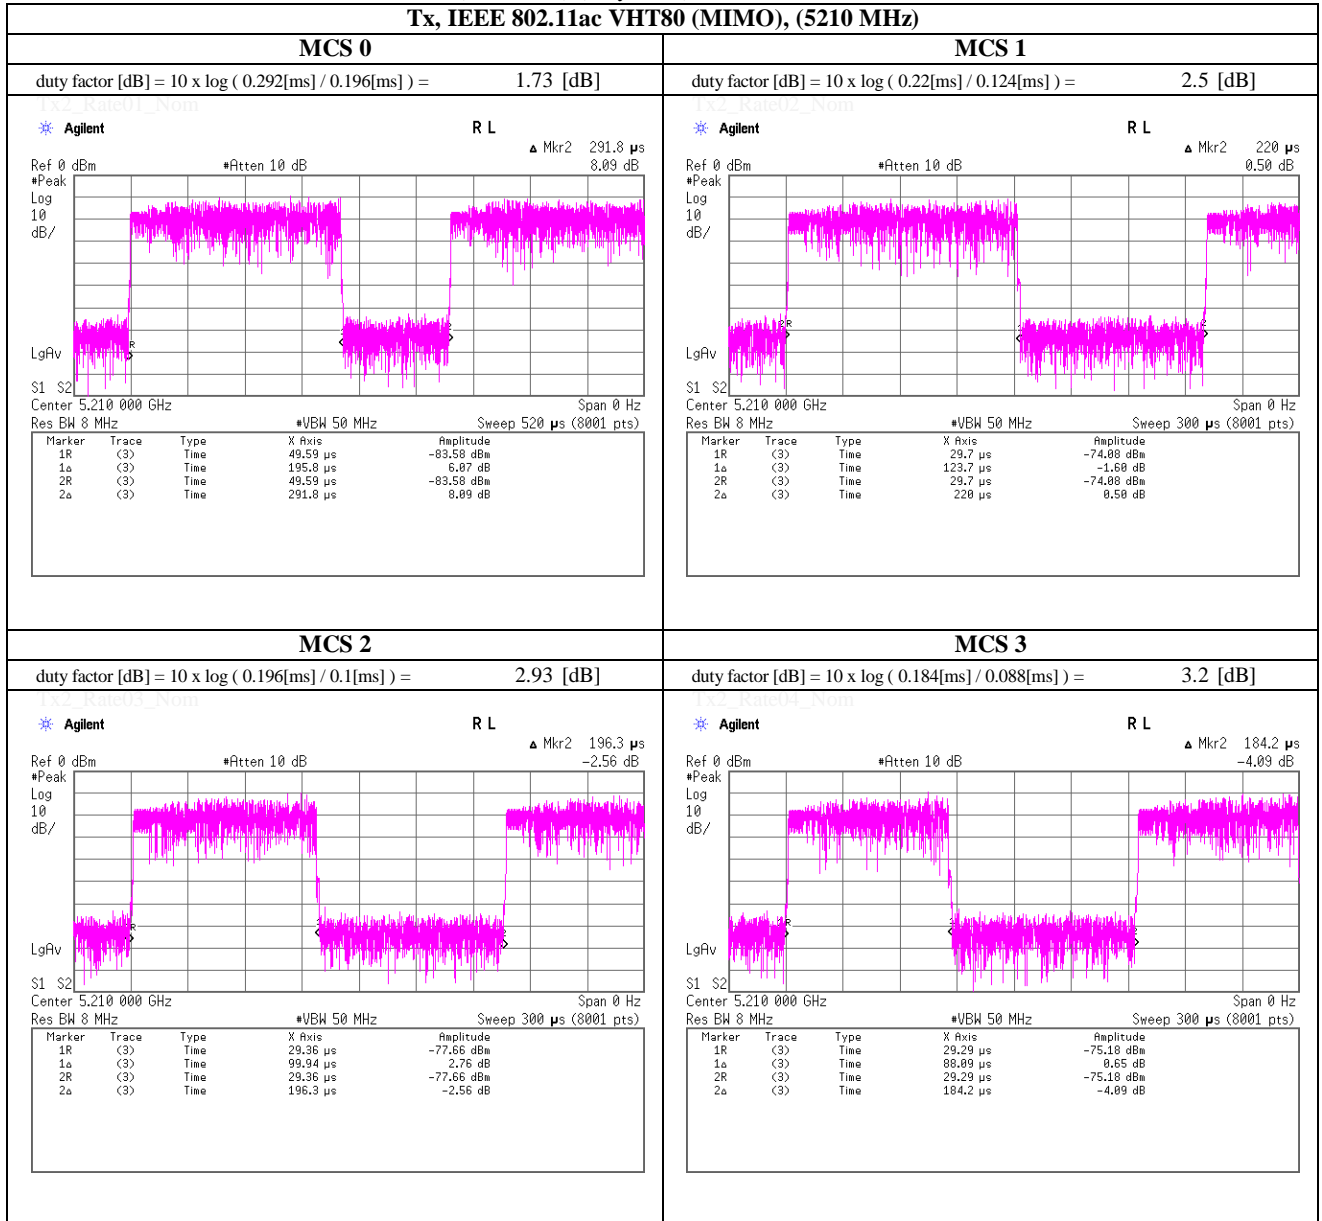 Tx, IEEE 802.11ac VHT80 (MIMO), (5210 MHz)
MCS 0
duty factor [dB] = 10 x log ( 0.292[ms] / 0.196[ms] ) = 1.73 [dB]
Tx2_Rate01_Nom
Agilent R L
Δ Mkr2 291.8 µs
Ref 0 dBm #Atten 10 dB 8.09 dB
#Peak
Log
10
dB/
LgAv
S1 S2
Center 5.210 000 GHz Span 0 Hz
Res BW 8 MHz #VBW 50 MHz Sweep 520 µs (8001 pts)
Marker Trace Type X Axis Amplitude
1R (3) Time 49.59 µs -83.58 dBm
1Δ (3) Time 195.8 µs 6.07 dB
2R (3) Time 49.59 µs -83.58 dBm
2Δ (3) Time 291.8 µs 8.09 dB
MCS 1
duty factor [dB] = 10 x log ( 0.22[ms] / 0.124[ms] ) = 2.5 [dB]
Tx2_Rate02_Nom
Agilent R L
Δ Mkr2 220 µs
Ref 0 dBm #Atten 10 dB 0.50 dB
#Peak
Log
10
dB/
LgAv
S1 S2
Center 5.210 000 GHz Span 0 Hz
Res BW 8 MHz #VBW 50 MHz Sweep 300 µs (8001 pts)
Marker Trace Type X Axis Amplitude
1R (3) Time 29.7 µs -74.08 dBm
1Δ (3) Time 123.7 µs -1.60 dB
2R (3) Time 29.7 µs -74.08 dBm
2Δ (3) Time 220 µs 0.50 dB
MCS 2
duty factor [dB] = 10 x log ( 0.196[ms] / 0.1[ms] ) = 2.93 [dB]
Tx2_Rate03_Nom
Agilent R L
Δ Mkr2 196.3 µs
Ref 0 dBm #Atten 10 dB -2.56 dB
#Peak
Log
10
dB/
LgAv
S1 S2
Center 5.210 000 GHz Span 0 Hz
Res BW 8 MHz #VBW 50 MHz Sweep 300 µs (8001 pts)
Marker Trace Type X Axis Amplitude
1R (3) Time 29.36 µs -77.66 dBm
1Δ (3) Time 99.94 µs 2.76 dB
2R (3) Time 29.36 µs -77.66 dBm
2Δ (3) Time 196.3 µs -2.56 dB
MCS 3
duty factor [dB] = 10 x log ( 0.184[ms] / 0.088[ms] ) = 3.2 [dB]
Tx2_Rate04_Nom
Agilent R L
Δ Mkr2 184.2 µs
Ref 0 dBm #Atten 10 dB -4.09 dB
#Peak
Log
10
dB/
LgAv
S1 S2
Center 5.210 000 GHz Span 0 Hz
Res BW 8 MHz #VBW 50 MHz Sweep 300 µs (8001 pts)
Marker Trace Type X Axis Amplitude
1R (3) Time 29.29 µs -75.18 dBm
1Δ (3) Time 88.09 µs 0.65 dB
2R (3) Time 29.29 µs -75.18 dBm
2Δ (3) Time 184.2 µs -4.09 dB